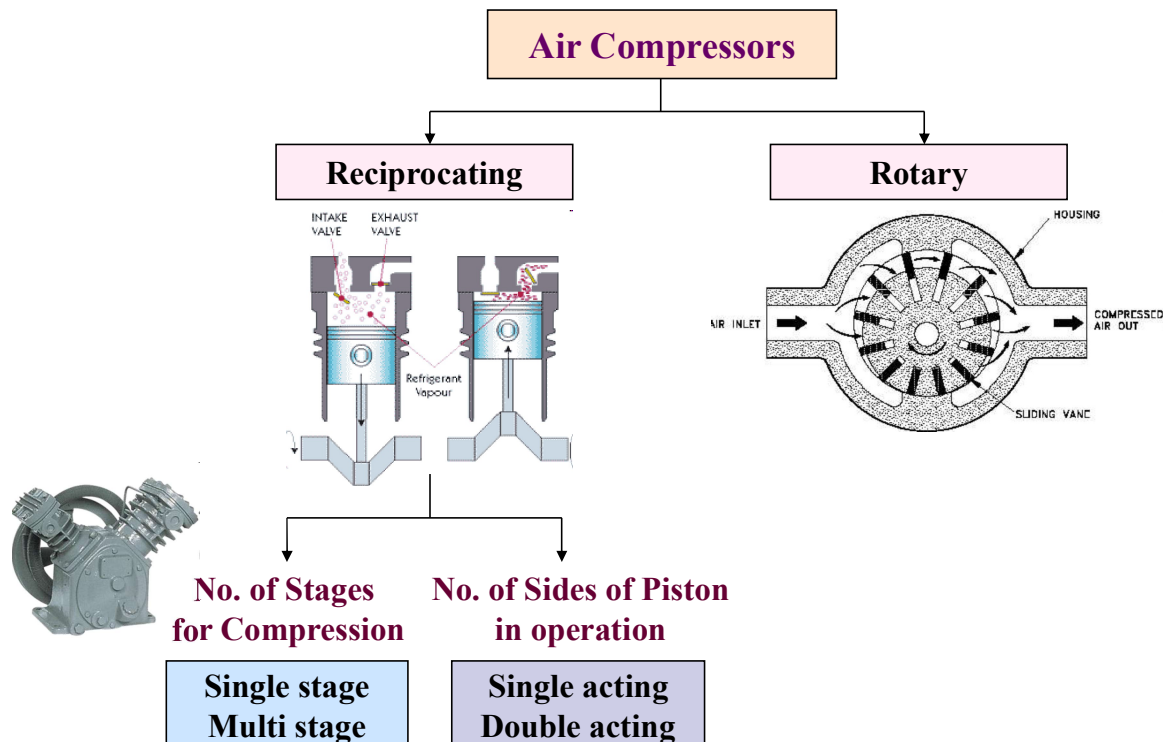 Air Compressors
Reciprocating
Rotary
INTAKE
VALVE
EXHAUST
VALVE
Refrigerant
Vapour
HOUSING
AIR INLET
COMPRESSED
AIR OUT
SLIDING VANE
No. of Stages
for Compression
No. of Sides of Piston
in operation
Single stage
Multi stage
Single acting
Double acting